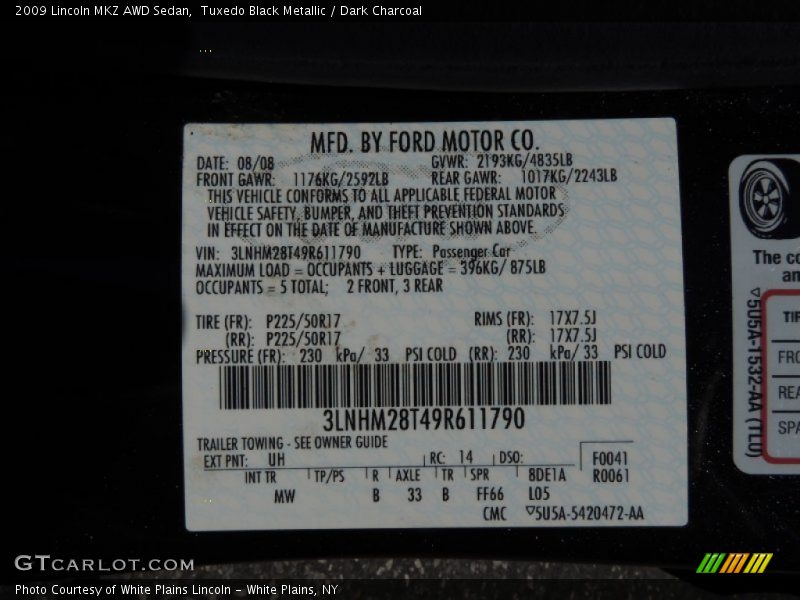 2009 Lincoln MKZ AWD Sedan,  Tuxedo Black Metallic / Dark Charcoal
MFD. BY FORD MOTOR CO.
DATE: 08/08 GVWR: 2193KG/4835LB
FRONT GAWR: 1176KG/2592LB REAR GAWR: 1017KG/2243LB
THIS VEHICLE CONFORMS TO ALL APPLICABLE FEDERAL MOTOR
VEHICLE SAFETY, BUMPER, AND THEFT PREVENTION STANDARDS
IN EFFECT ON THE DATE OF MANUFACTURE SHOWN ABOVE.
VIN: 3LNHM28T49R611790 TYPE: Passenger Car
MAXIMUM LOAD = OCCUPANTS + LUGGAGE = 396KG/ 875LB
OCCUPANTS = 5 TOTAL; 2 FRONT, 3 REAR
TIRE (FR): P225/50R17 RIMS (FR): 17X7.5J
(RR): P225/50R17 (RR): 17X7.5J
PRESSURE (FR): 230 kPa/ 33 PSI COLD (RR): 230 kPa/ 33 PSI COLD
3LNHM28T49R611790
TRAILER TOWING - SEE OWNER GUIDE
EXT PNT: UH RC: 14 DSO: F0041
INT TR TP/PS R AXLE TR SPR 8DE1A R0061
MW B 33 B FF66 L05
CMC 5U5A-5420472-AA
The co
an
5U5A-1532-AA (TL0)
TIR
FRO
REA
SPA
GTCARLOT.COM
Photo Courtesy of White Plains Lincoln - White Plains, NY